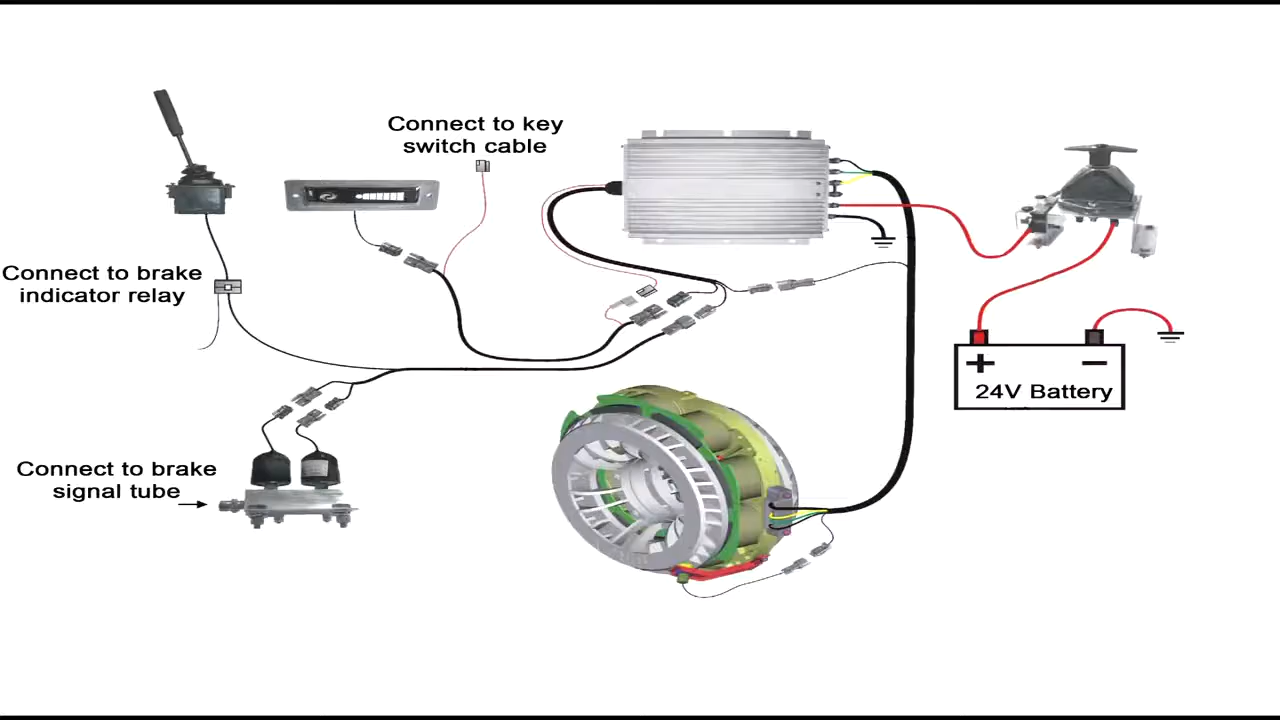 Connect to key
switch cable
Connect to brake
indicator relay
+ −
24V Battery
Connect to brake
signal tube